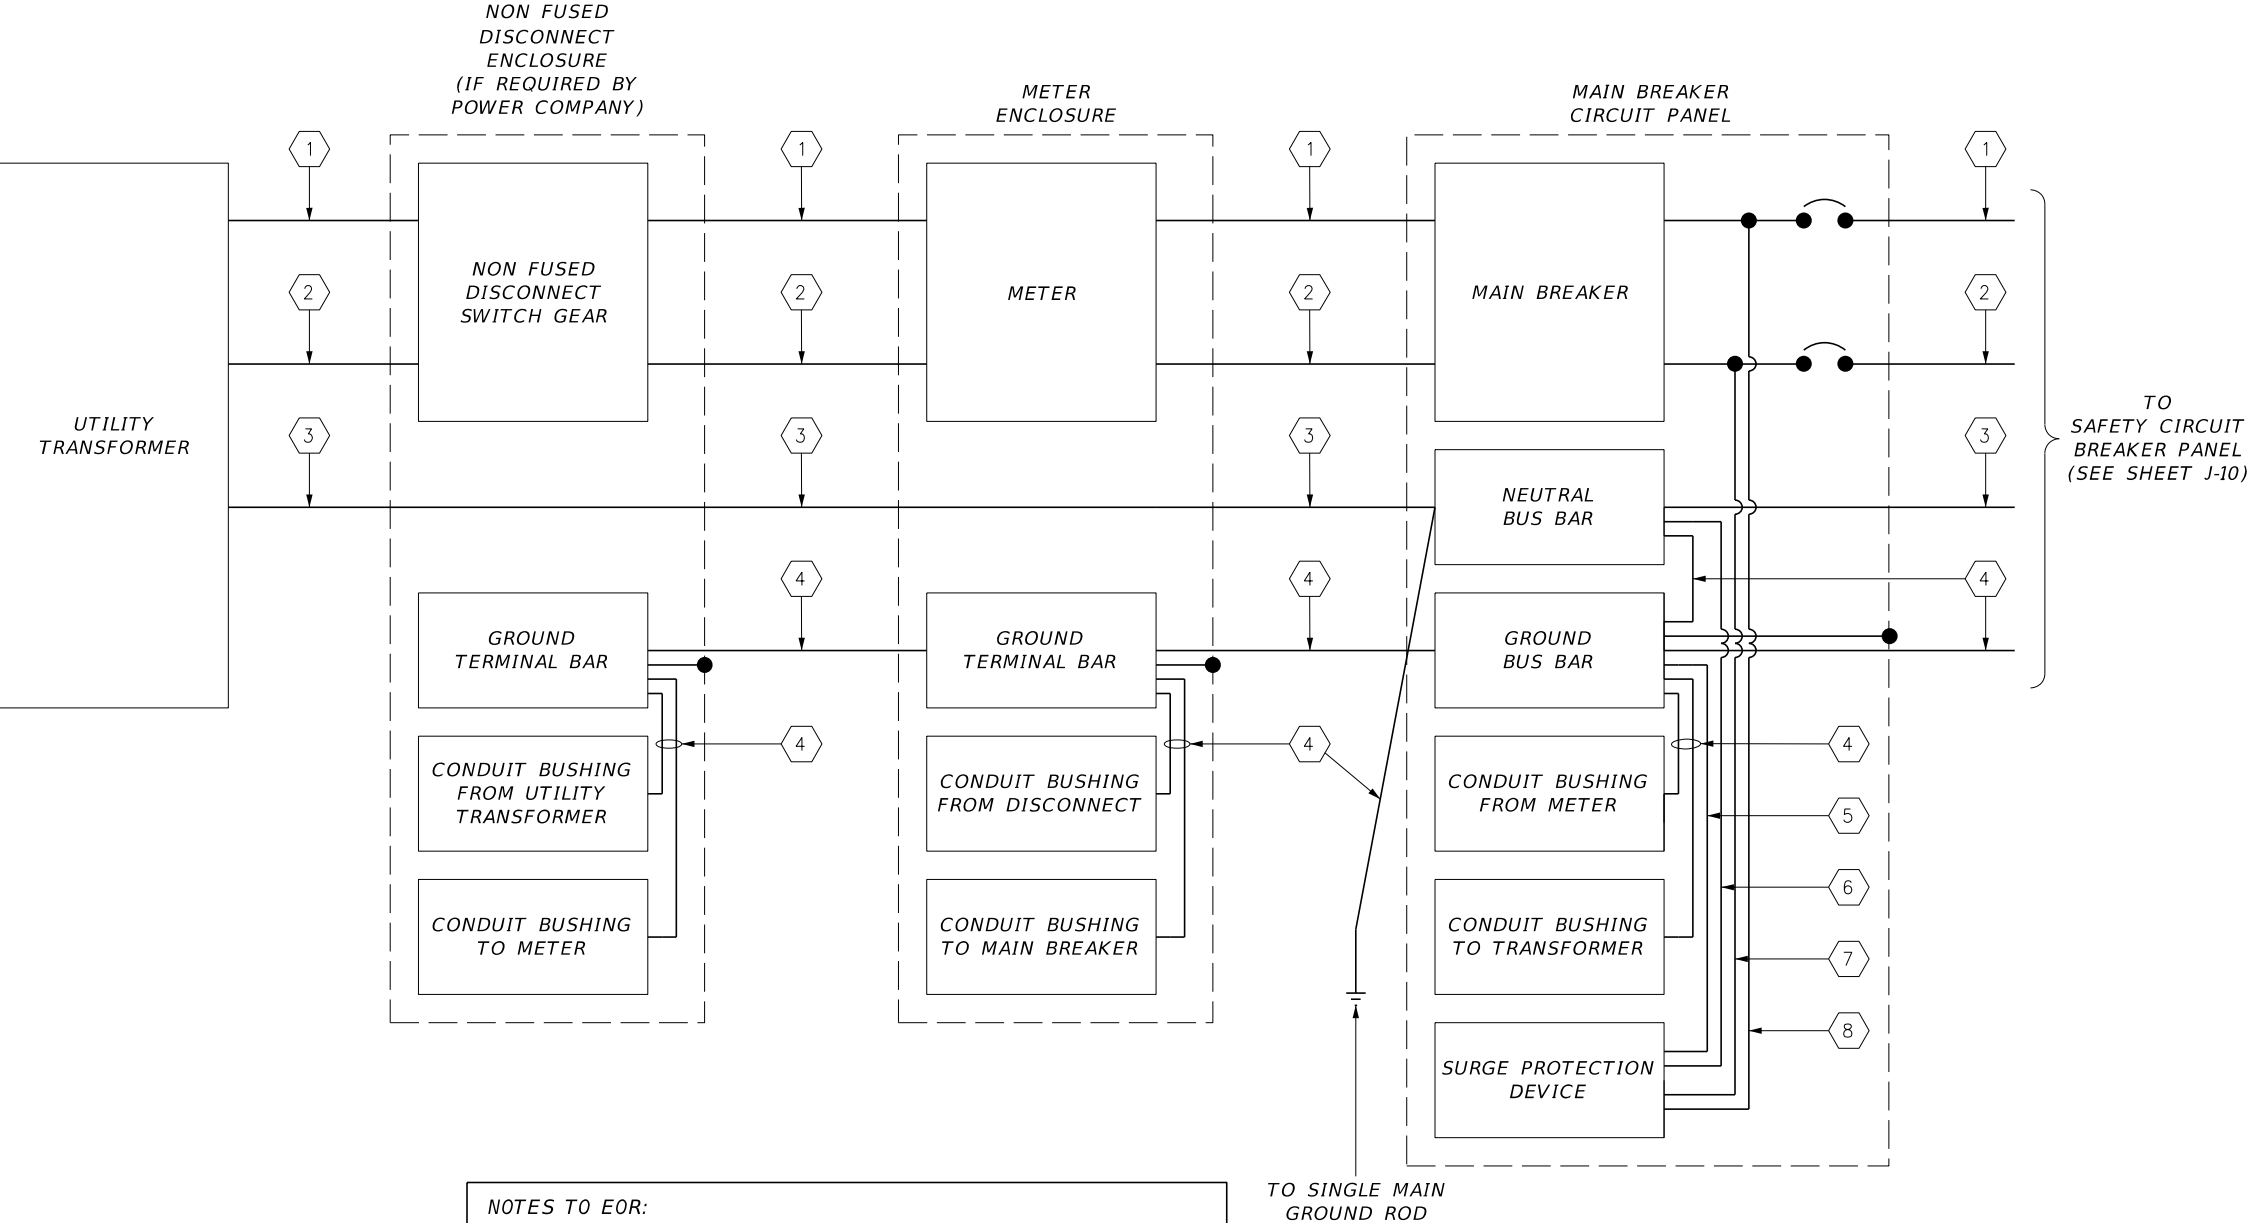 NON FUSED
DISCONNECT
ENCLOSURE
(IF REQUIRED BY
POWER COMPANY)
METER
ENCLOSURE
MAIN BREAKER
CIRCUIT PANEL
1
1
1
1
NON FUSED
DISCONNECT
SWITCH GEAR
METER
MAIN BREAKER
2
2
2
2
UTILITY
TRANSFORMER
3
3
3
3
TO
SAFETY CIRCUIT
BREAKER PANEL
(SEE SHEET J-10)
NEUTRAL
BUS BAR
4
4
4
GROUND
TERMINAL BAR
GROUND
TERMINAL BAR
GROUND
BUS BAR
4
4
4
CONDUIT BUSHING
FROM UTILITY
TRANSFORMER
CONDUIT BUSHING
FROM DISCONNECT
CONDUIT BUSHING
FROM METER
5
6
CONDUIT BUSHING
TO METER
CONDUIT BUSHING
TO MAIN BREAKER
CONDUIT BUSHING
TO TRANSFORMER
7
8
SURGE PROTECTION
DEVICE
TO SINGLE MAIN
GROUND ROD
NOTES TO EOR: